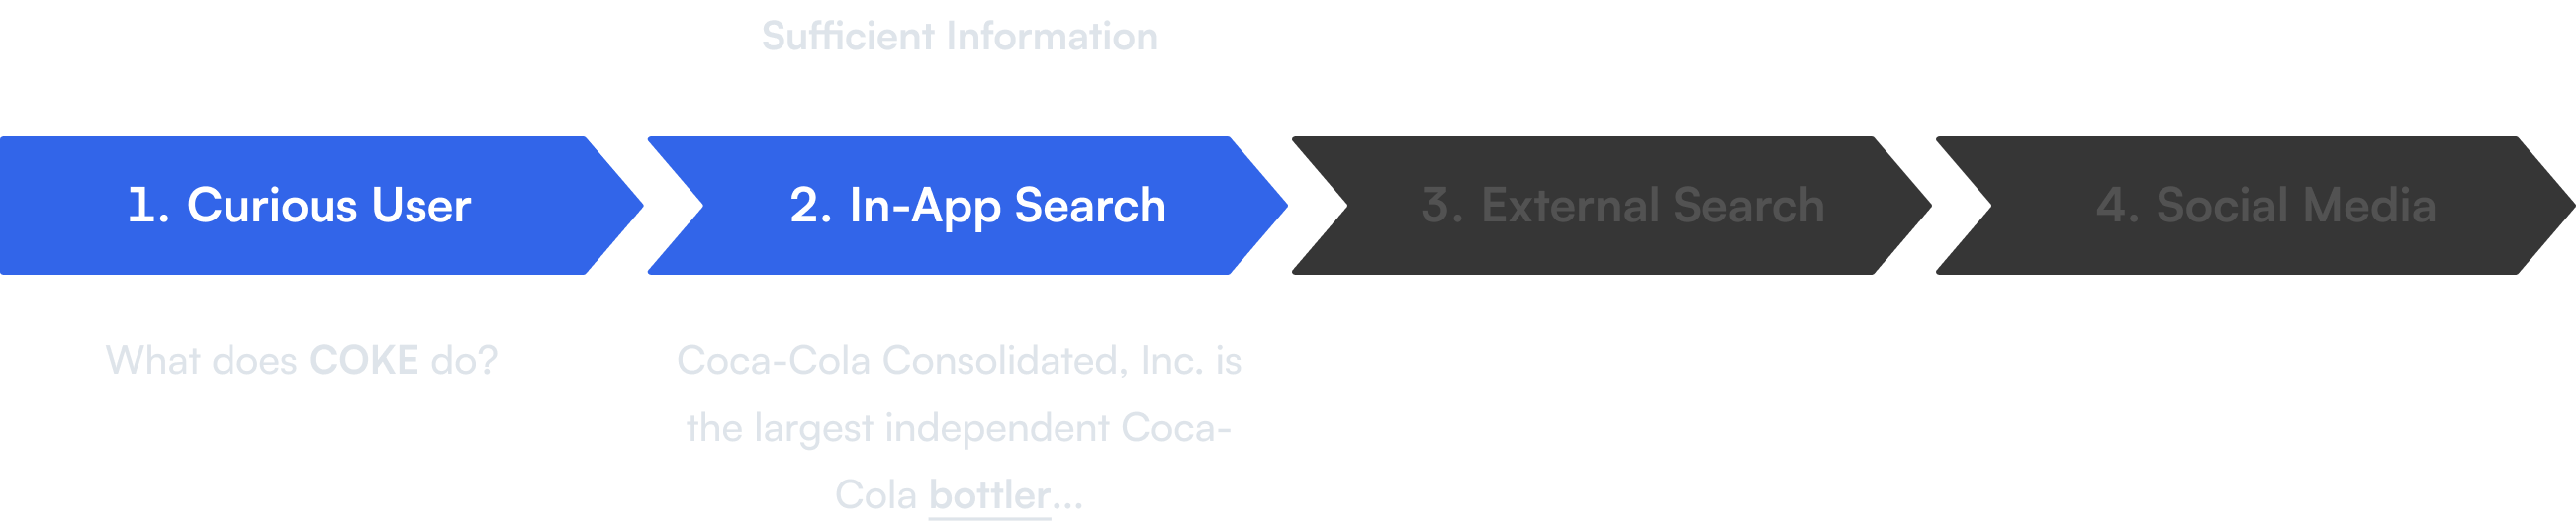 Sufficient Information
1. Curious User
2. In-App Search
3. External Search
4. Social Media
What does COKE do?
Coca-Cola Consolidated, Inc. is
the largest independent Coca-
Cola bottler...